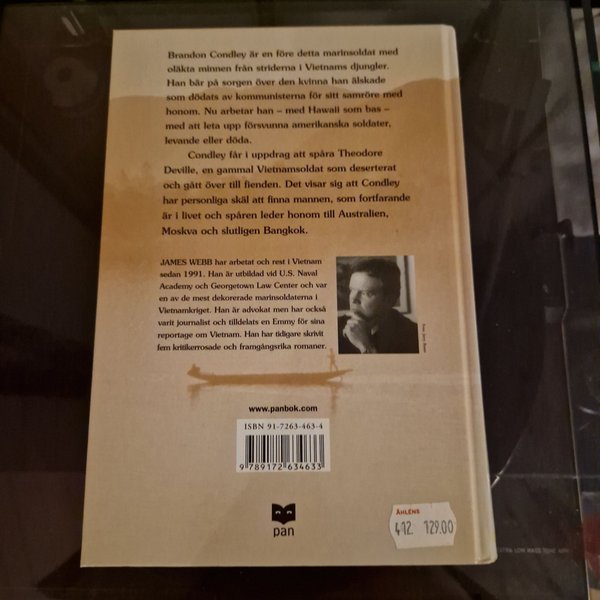 Brandon Condley är en före detta marinsoldat med
oläkta minnen från striderna i Vietnams djungler.
Han bär på sorgen över den kvinna han älskade
som dödats av kommunisterna för sitt samröre med
honom. Nu arbetar han – med Hawaii som bas –
med att leta upp försvunna amerikanska soldater,
levande eller döda.
Condley får i uppdrag att spåra Theodore
Deville, en gammal Vietnamsoldat som deserterat
och gått över till fienden. Det visar sig att Condley
har personliga skäl att finna mannen, som fortfarande
är i livet och spåren leder honom till Australien,
Moskva och slutligen Bangkok.
JAMES WEBB har arbetat och rest i Vietnam
sedan 1991. Han är utbildad vid U.S. Naval
Academy och Georgetown Law Center och var
en av de mest dekorerade marinsoldaterna i
Vietnamkriget. Han är advokat men har också
varit journalist och tilldelats en Emmy för sina
reportage om Vietnam. Han har tidigare skrivit
fem kritikerrosade och framgångsrika romaner.
www.panbok.com
ISBN 91-7263-463-4
9 789172 634633
pan
ÅHLÉNS
412 129.00